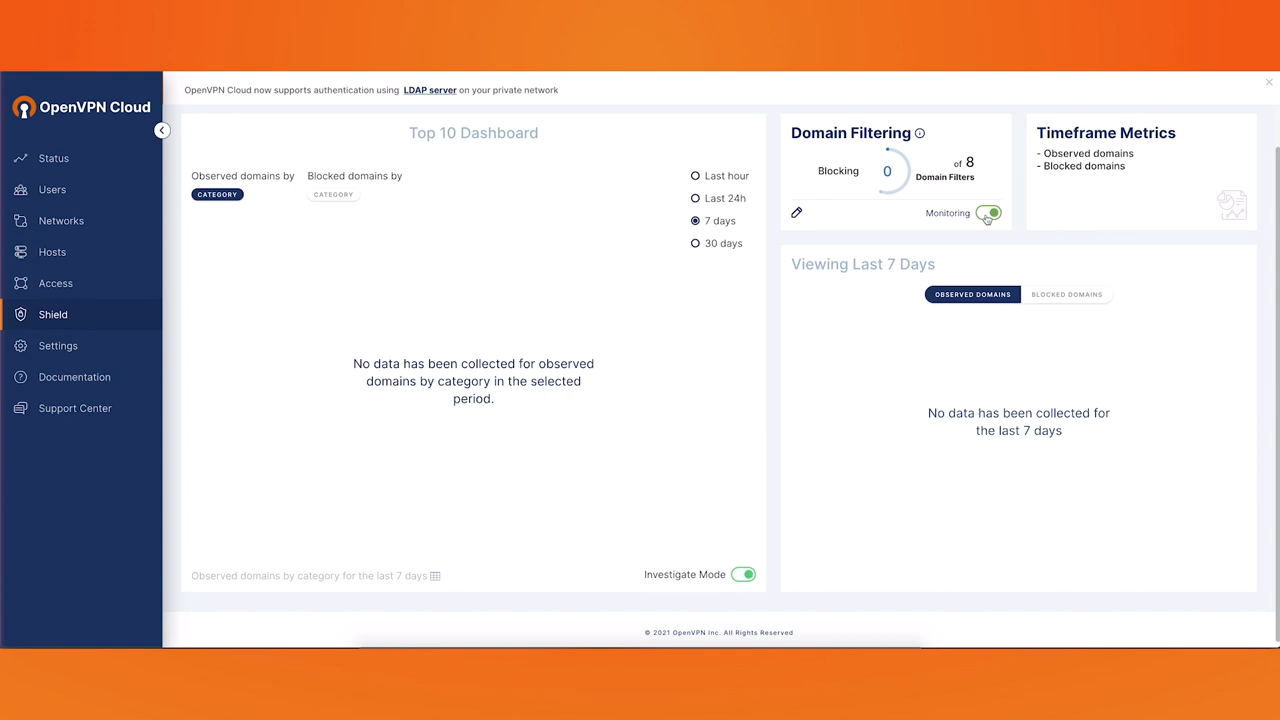 OpenVPN Cloud
Status
Users
Networks
Hosts
Access
Shield
Settings
Documentation
Support Center
OpenVPN Cloud now supports authentication using LDAP server on your private network
Top 10 Dashboard
Observed domains by
CATEGORY
Blocked domains by
CATEGORY
Last hour
Last 24h
7 days
30 days
No data has been collected for observed
domains by category in the selected
period.
Observed domains by category for the last 7 days
Investigate Mode
Domain Filtering
Blocking
0
of 8
Domain Filters
Monitoring
Timeframe Metrics
- Observed domains
- Blocked domains
Viewing Last 7 Days
OBSERVED DOMAINS
BLOCKED DOMAINS
No data has been collected for
the last 7 days
© 2021 OpenVPN Inc. All Rights Reserved